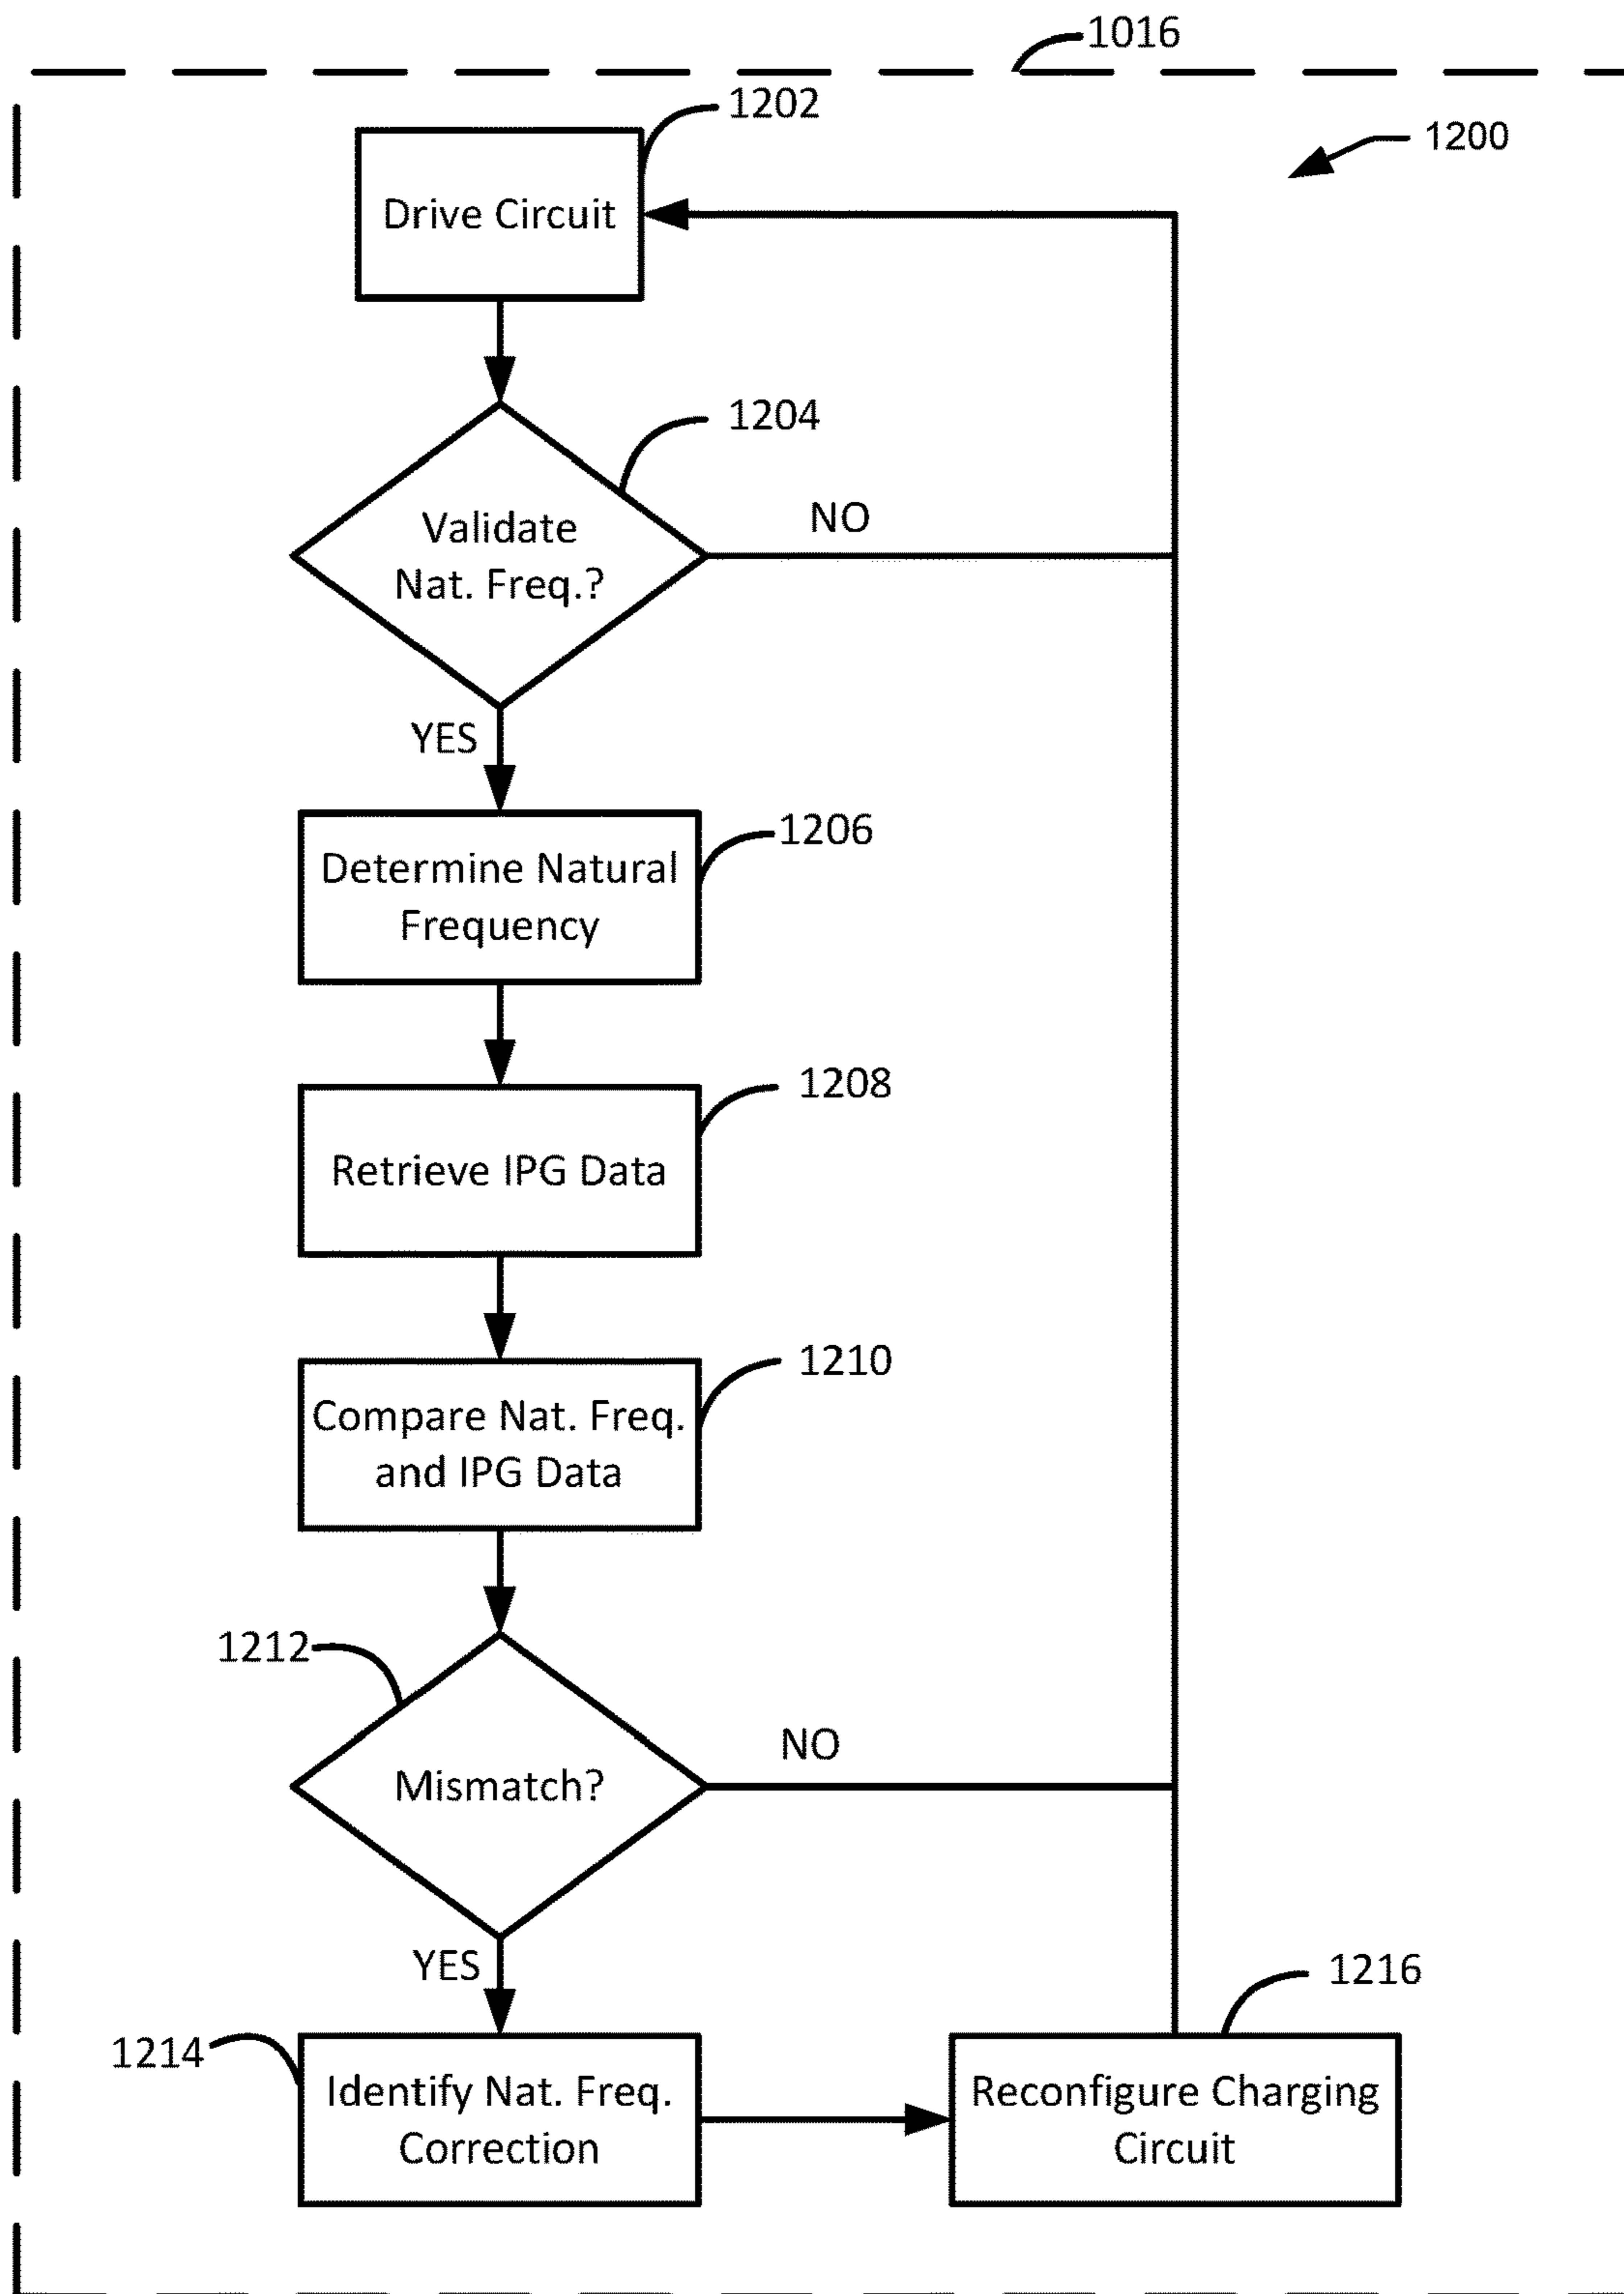 1016
1202
1200
Drive Circuit
1204
NO
Validate
Nat. Freq.?
YES
1206
Determine Natural
Frequency
1208
Retrieve IPG Data
1210
Compare Nat. Freq.
and IPG Data
1212
NO
Mismatch?
YES
1216
1214
Identify Nat. Freq.
Correction
Reconfigure Charging
Circuit